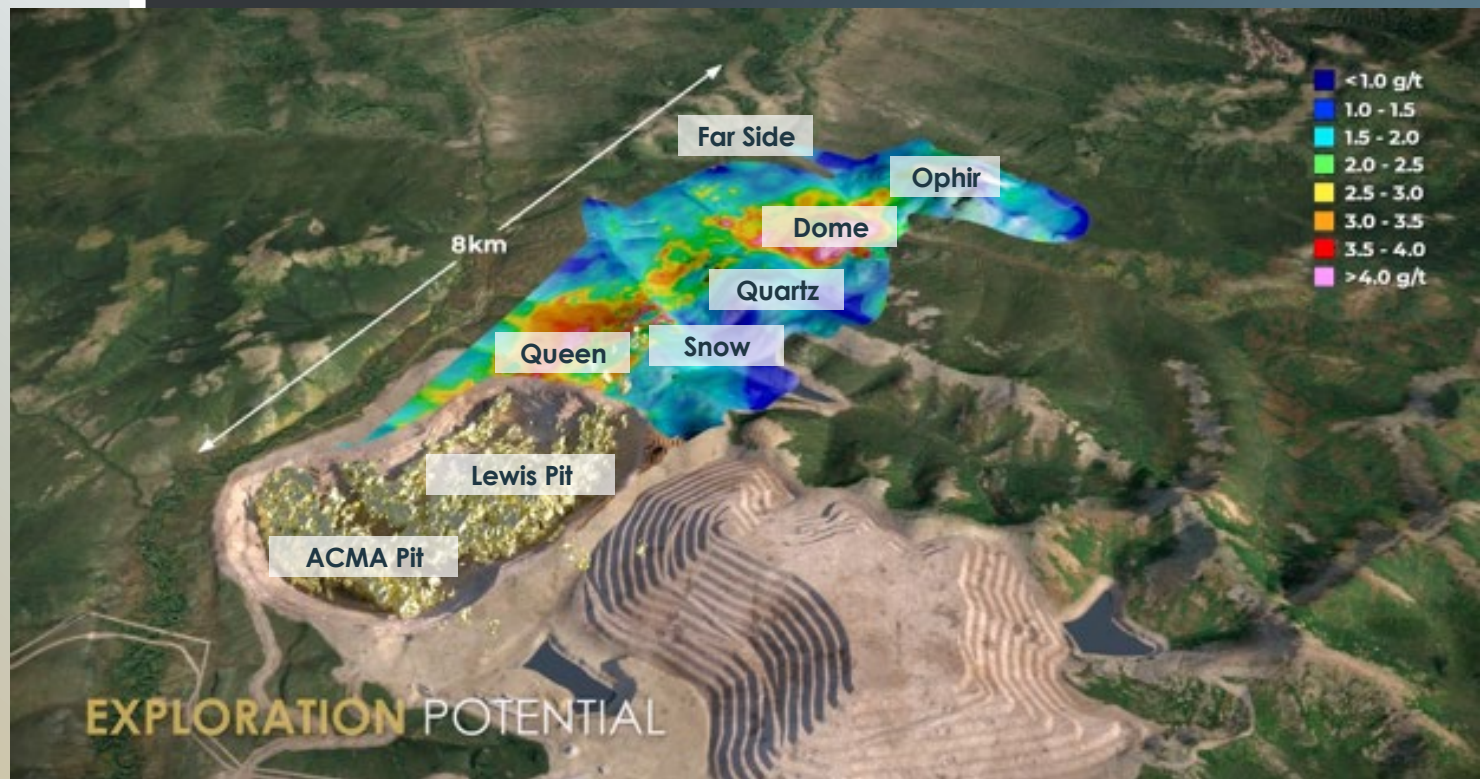 Far Side
Ophir
Dome
8km
Quartz
Snow
Queen
Lewis Pit
ACMA Pit
<1.0 g/t
1.0 - 1.5
1.5 - 2.0
2.0 - 2.5
2.5 - 3.0
3.0 - 3.5
3.5 - 4.0
>4.0 g/t
EXPLORATION POTENTIAL